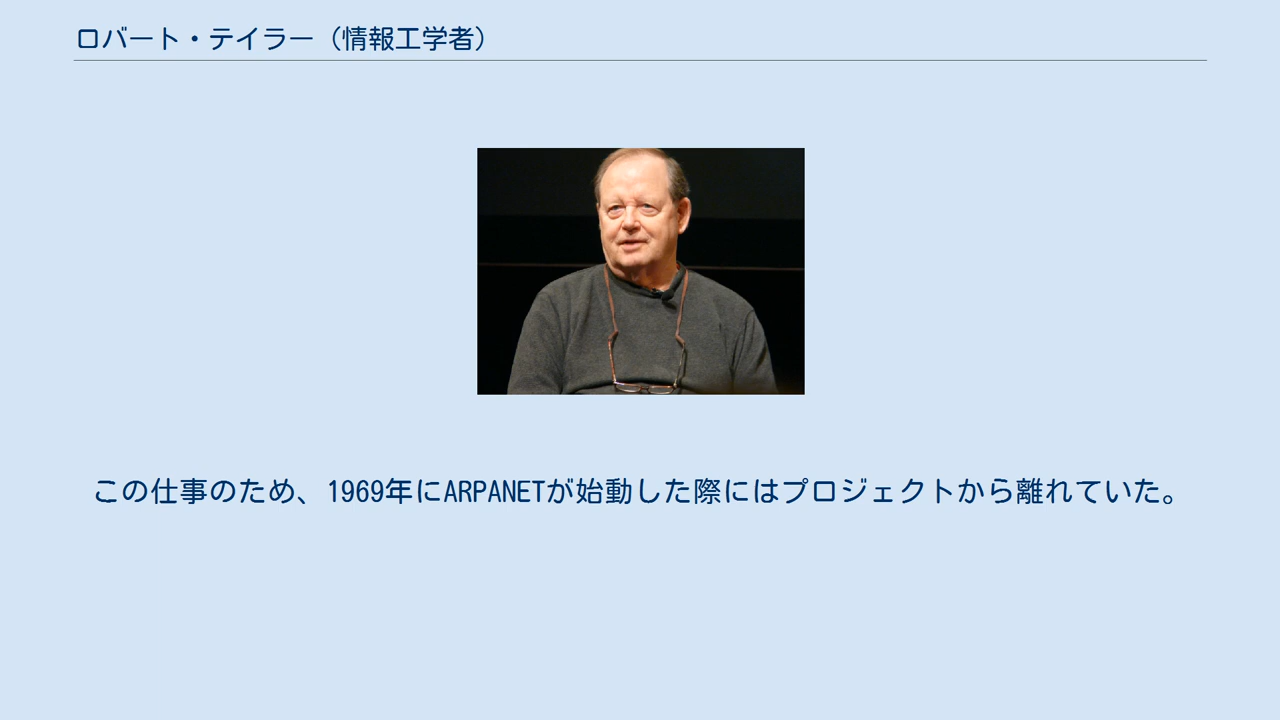 ロバート・テイラー（情報工学者）
この仕事のため、1969年にARPANETが始動した際にはプロジェクトから離れていた。